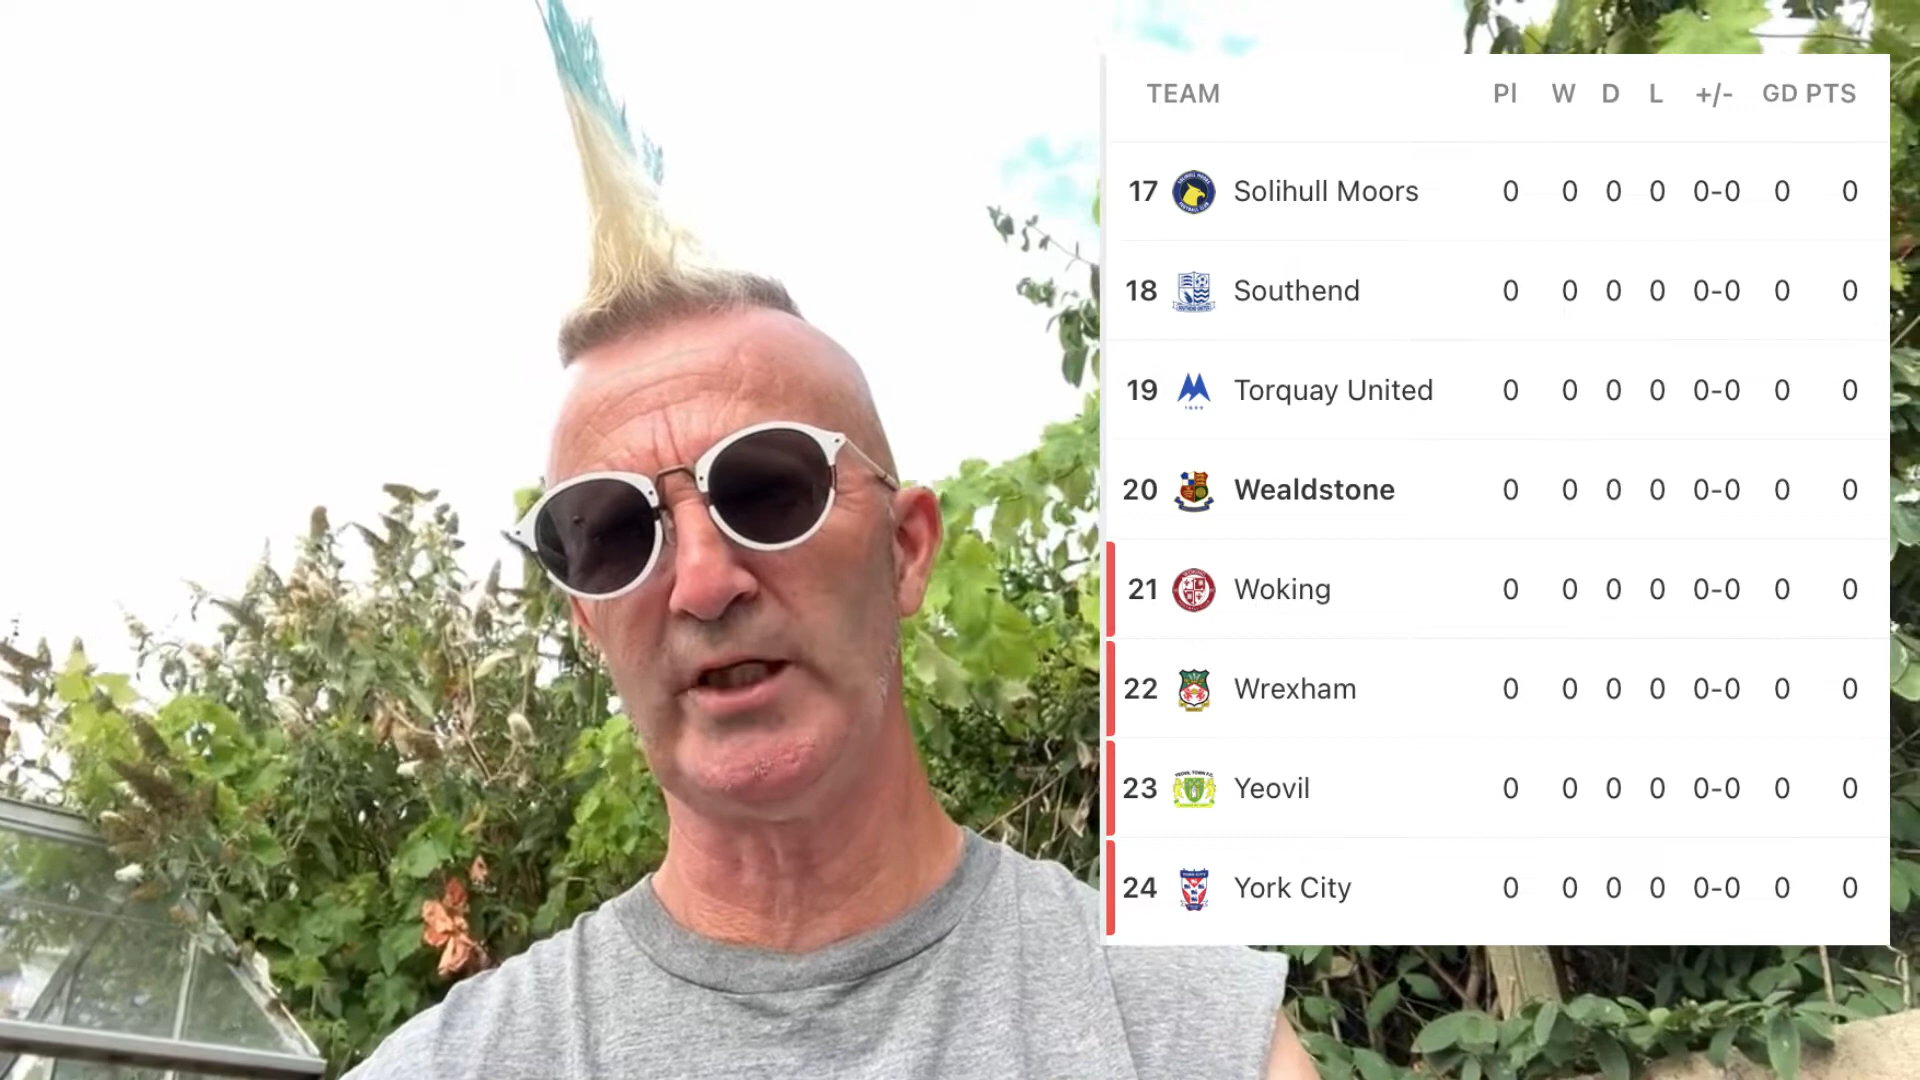 TEAM Pl W D L +/- GD PTS
17 Solihull Moors 0 0 0 0 0-0 0 0
18 Southend 0 0 0 0 0-0 0 0
19 Torquay United 0 0 0 0 0-0 0 0
20 Wealdstone 0 0 0 0 0-0 0 0
21 Woking 0 0 0 0 0-0 0 0
22 Wrexham 0 0 0 0 0-0 0 0
23 Yeovil 0 0 0 0 0-0 0 0
24 York City 0 0 0 0 0-0 0 0